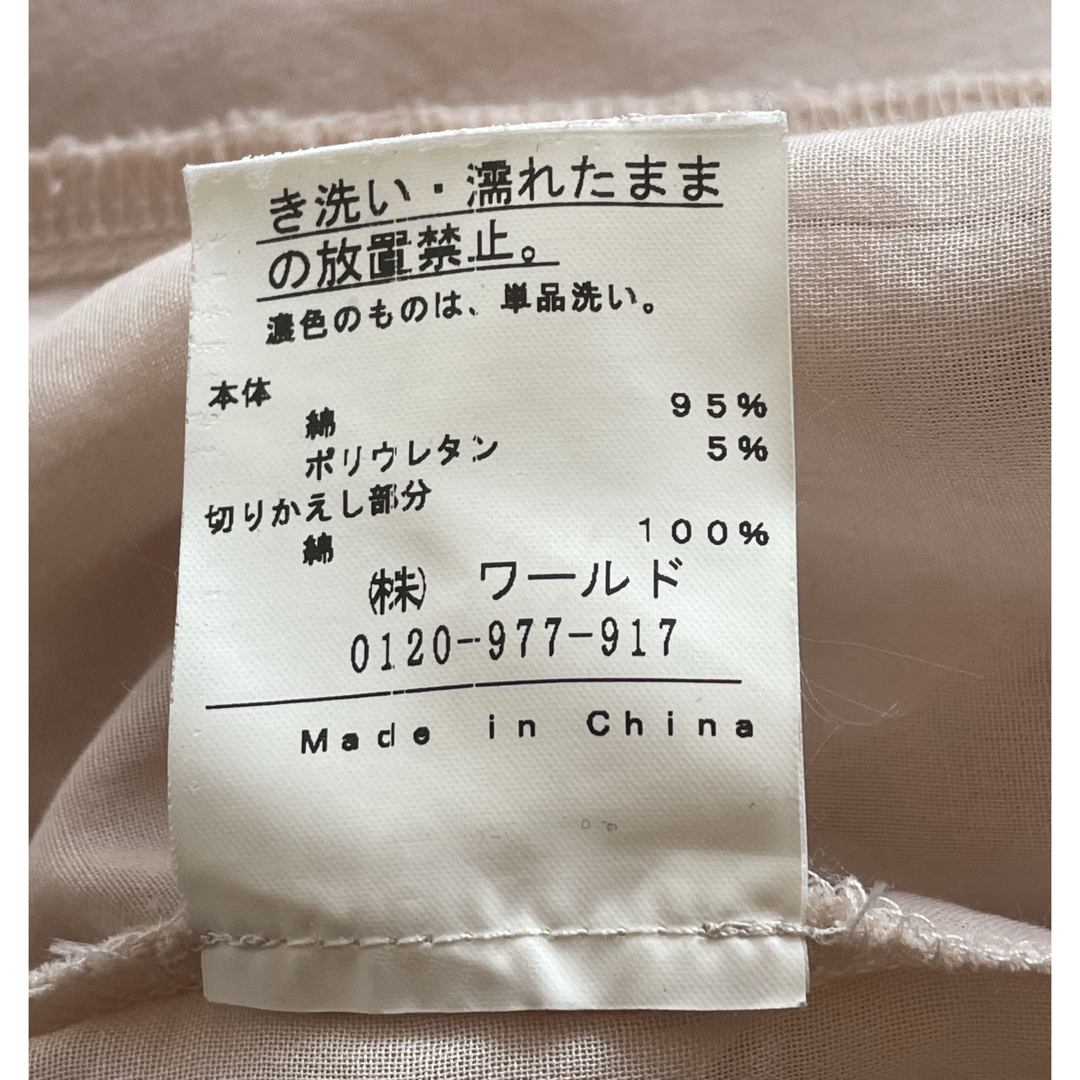 き洗い・濡れたまま
の放置禁止。
濃色のものは、単品洗い。
本体
綿 95%
ポリウレタン 5%
切りかえし部分
綿 100%
㈱ ワールド
0120-977-917
Made in China